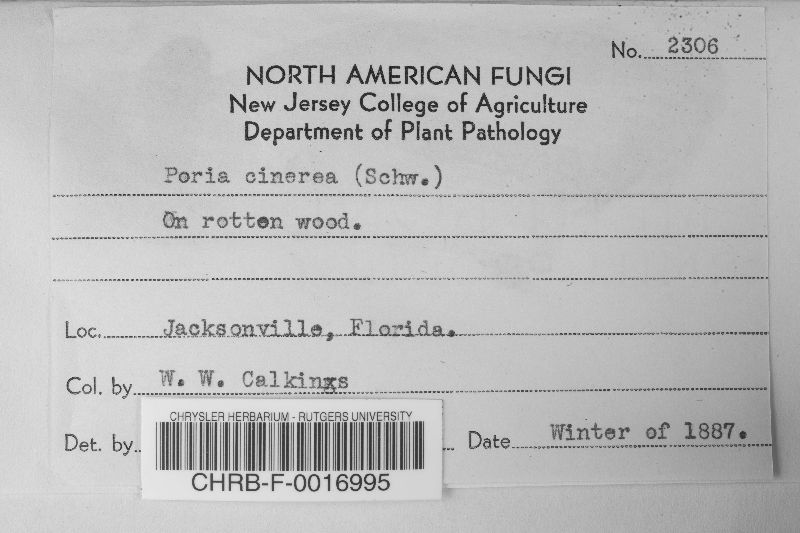 No. 2306
NORTH AMERICAN FUNGI
New Jersey College of Agriculture
Department of Plant Pathology
Poria cinerea (Schw.)
On rotten wood.
Loc. Jacksonville, Florida.
Col. by W. W. Calkins
Det. by
Date Winter of 1887.
CHRYSLER HERBARIUM - RUTGERS UNIVERSITY
CHRB-F-0016995